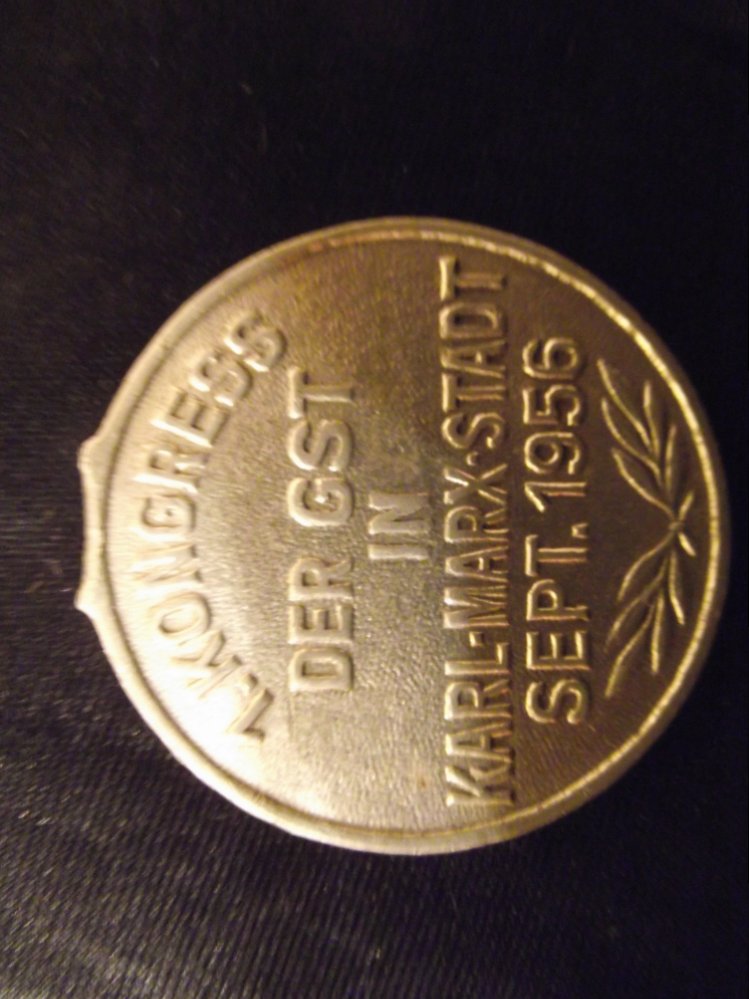 1. KONGRESS
DER GST
IN
KARL-MARX-STADT
SEPT. 1956